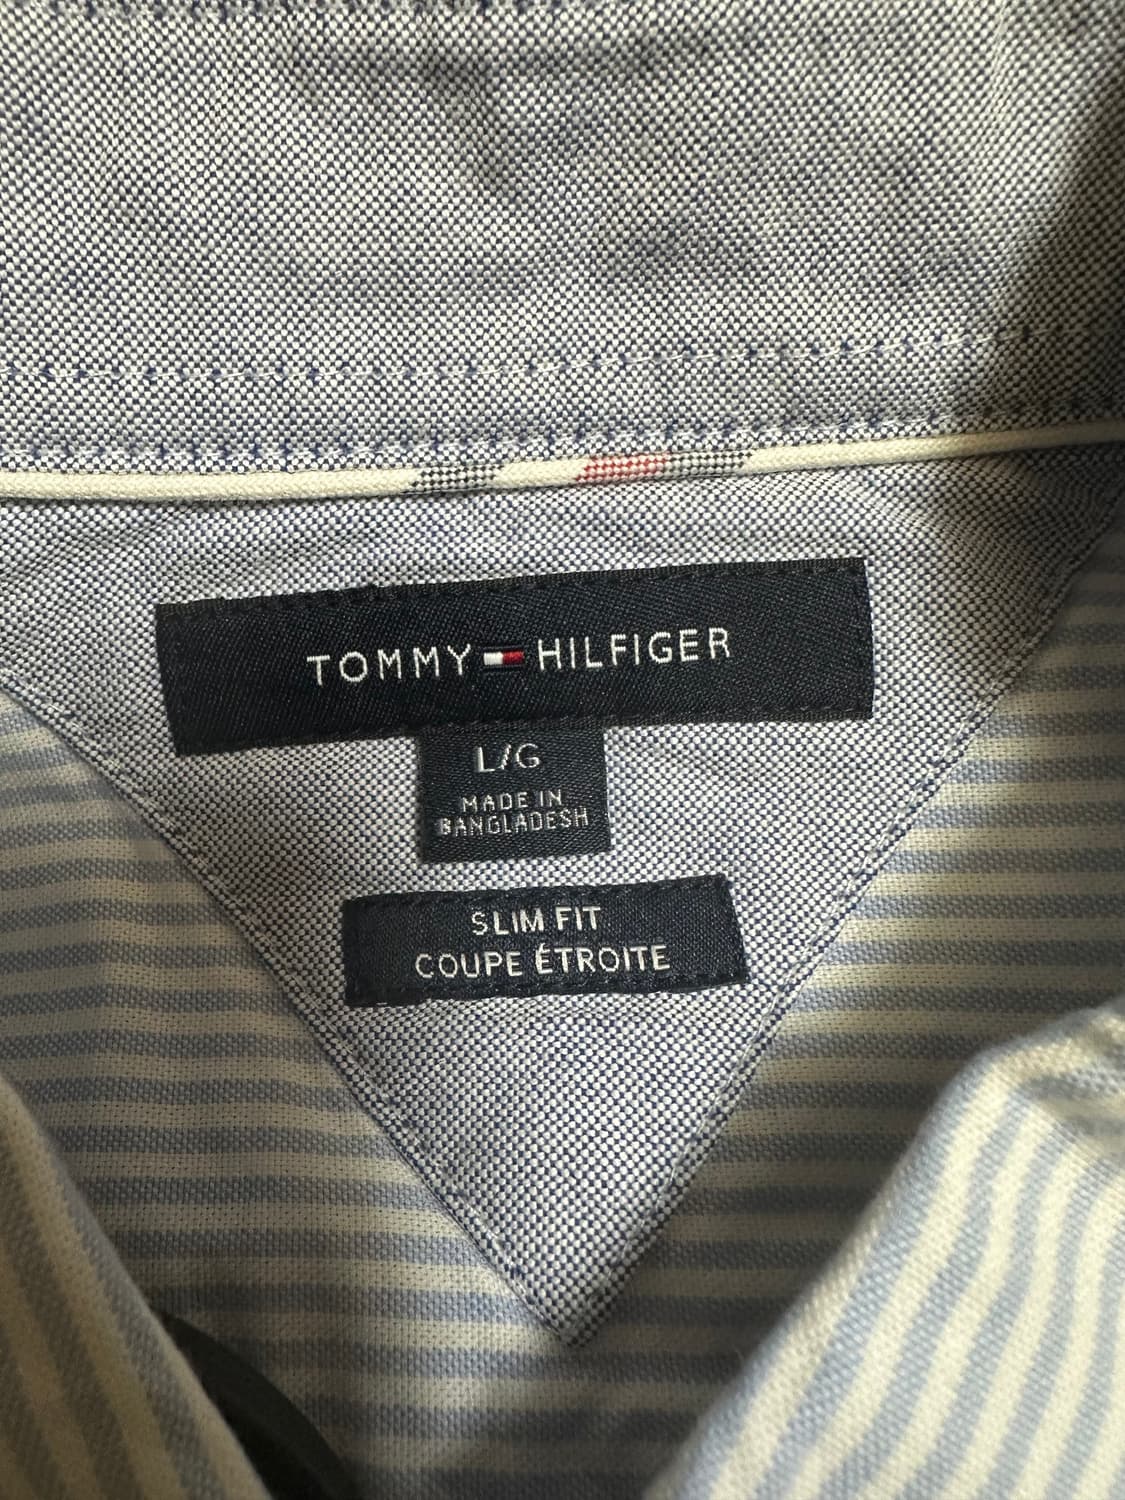 TOMMY HILFIGER
L/G
MADE IN
BANGLADESH
SLIM FIT
COUPE ÉTROITE